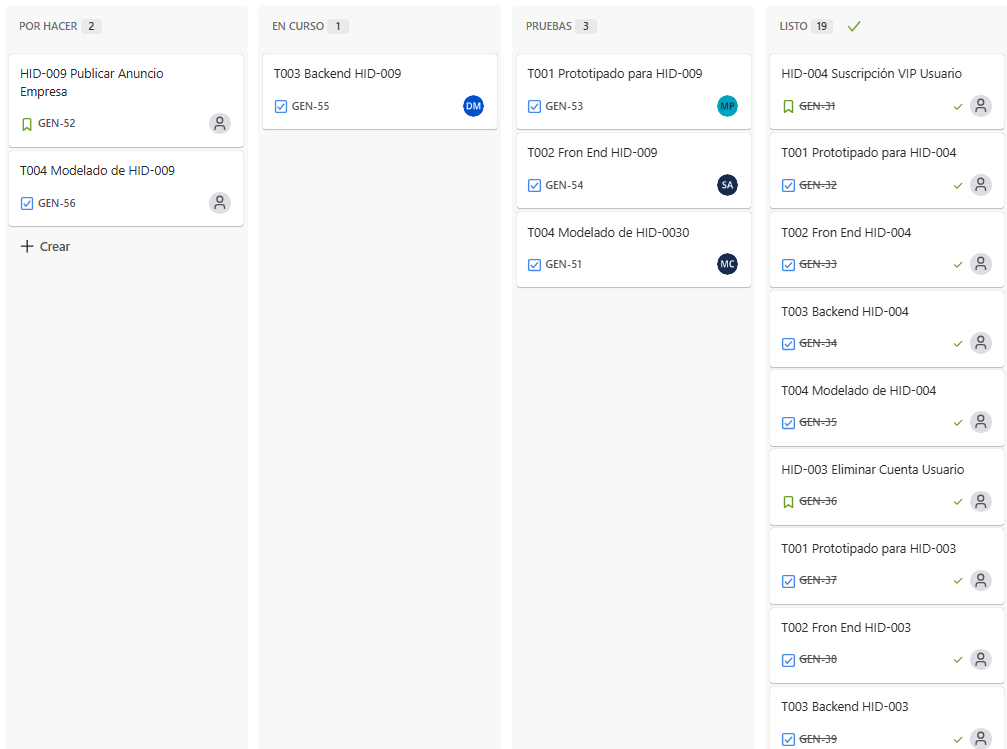 POR HACER 2
HID-009 Publicar Anuncio
Empresa
GEN-52
T004 Modelado de HID-009
GEN-56
+ Crear
EN CURSO 1
T003 Backend HID-009
GEN-55 DM
PRUEBAS 3
T001 Prototipado para HID-009
GEN-53 MP
T002 Fron End HID-009
GEN-54 SA
T004 Modelado de HID-0030
GEN-51 MC
LISTO 19
HID-004 Suscripción VIP Usuario
GEN-31
T001 Prototipado para HID-004
GEN-32
T002 Fron End HID-004
GEN-33
T003 Backend HID-004
GEN-34
T004 Modelado de HID-004
GEN-35
HID-003 Eliminar Cuenta Usuario
GEN-36
T001 Prototipado para HID-003
GEN-37
T002 Fron End HID-003
GEN-38
T003 Backend HID-003
GEN-39